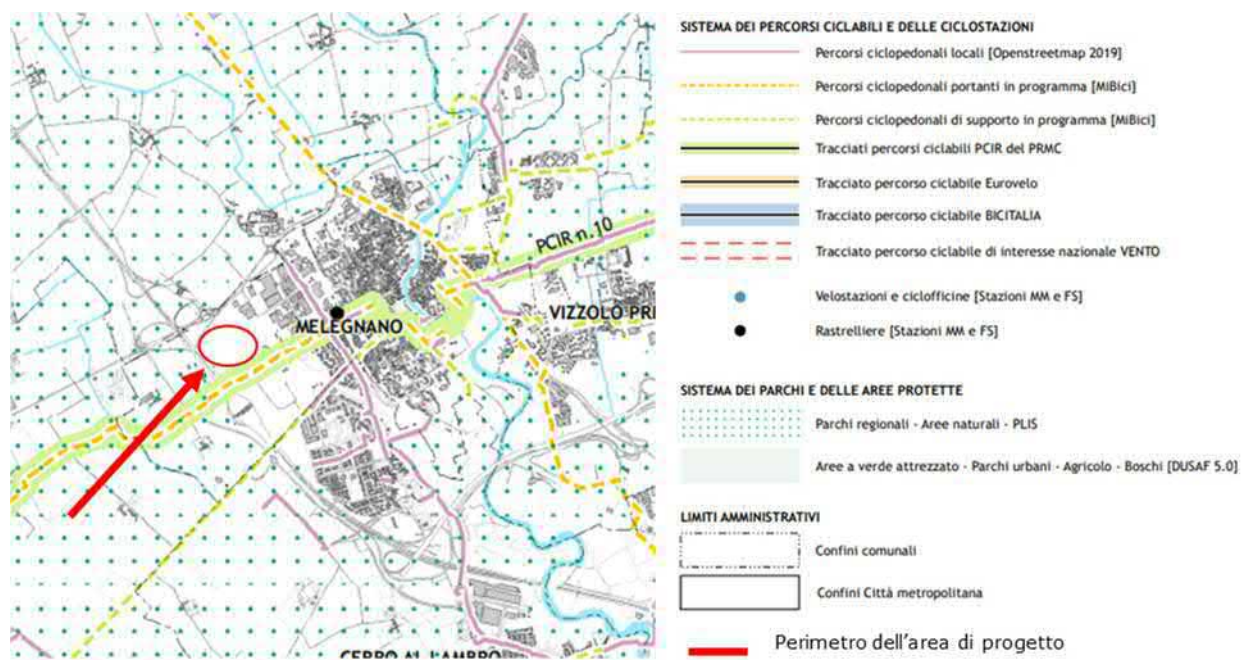 PCIR n.10
MELEGNANO
VIZZOLO PRE
CERRO AL LAMBRO
SISTEMA DEI PERCORSI CICLABILI E DELLE CICLOSTAZIONI
Percorsi ciclopedonali locali [Openstreetmap 2019]
Percorsi ciclopedonali portanti in programma [MiBici]
Percorsi ciclopedonali di supporto in programma [MiBici]
Tracciati percorsi ciclabili PCIR del PRMC
Tracciato percorso ciclabile Eurovelo
Tracciato percorso ciclabile BICITALIA
Tracciato percorso ciclabile di interesse nazionale VENTO
Velostazioni e ciclofficine [Stazioni MM e FS]
Rastrelliere [Stazioni MM e FS]
SISTEMA DEI PARCHI E DELLE AREE PROTETTE
Parchi regionali - Aree naturali - PLIS
Aree a verde attrezzato - Parchi urbani - Agricolo - Boschi [DUSAF 5.0]
LIMITI AMMINISTRATIVI
Confini comunali
Confini Città metropolitana
Perimetro dell'area di progetto